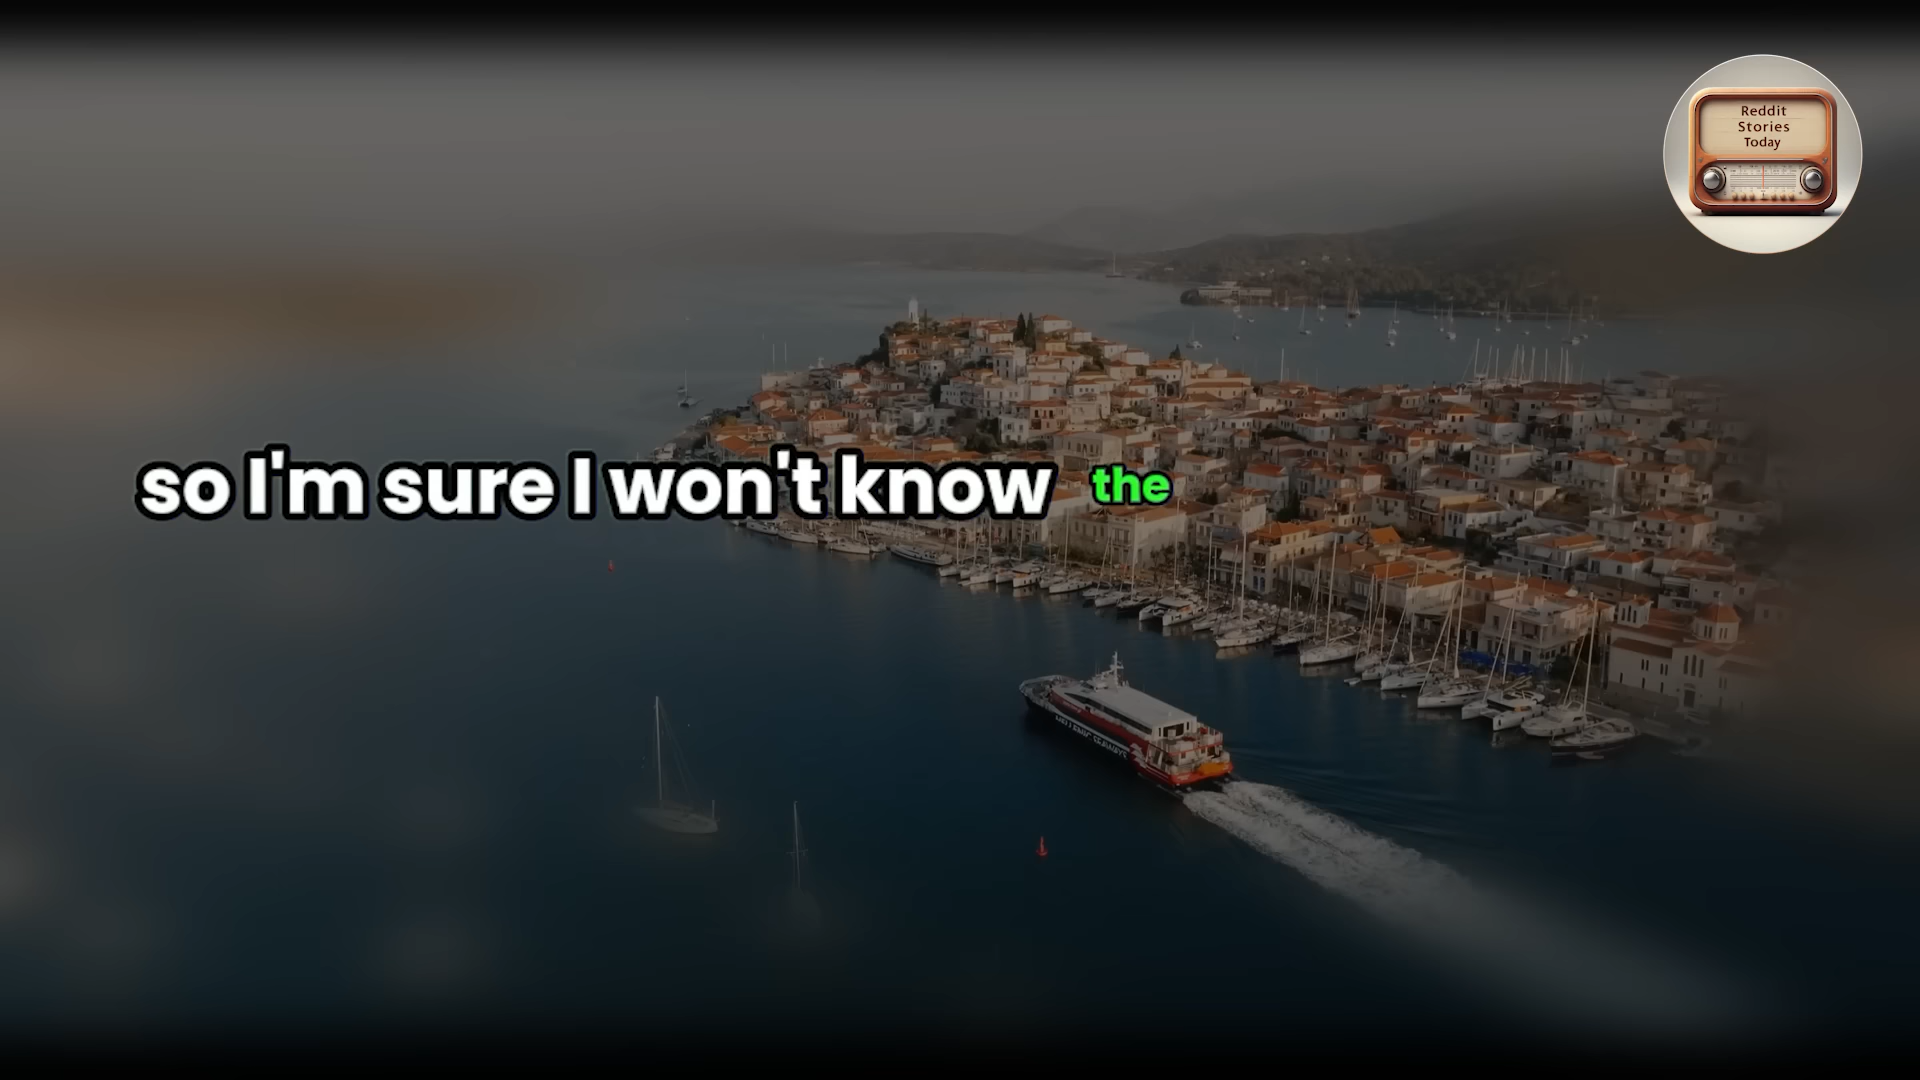 Reddit
Stories
Today
so I'm sure I won't know the